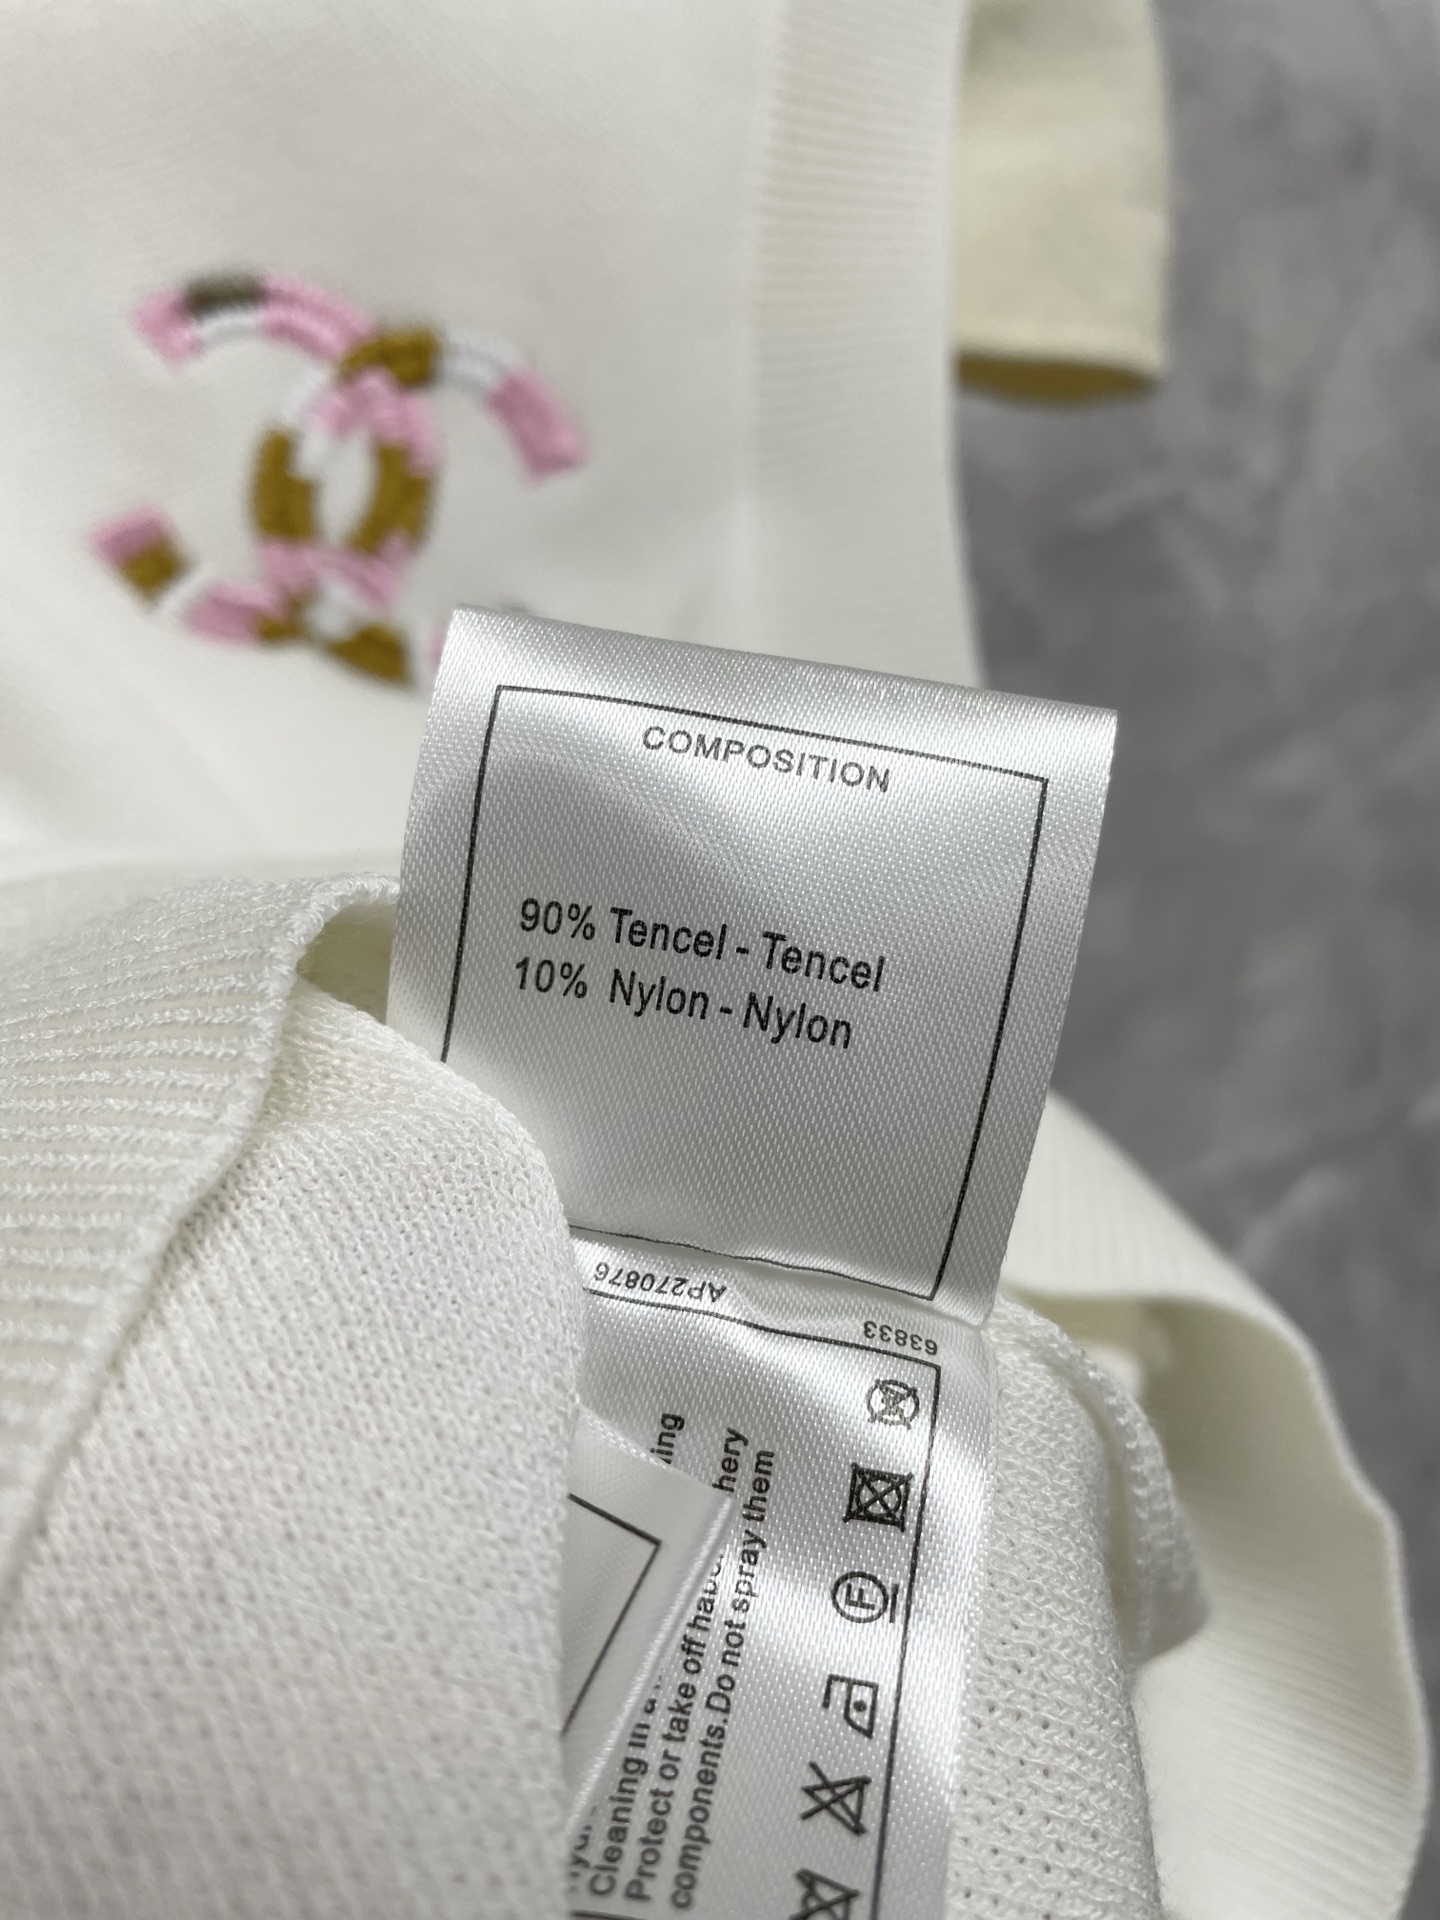 COMPOSITION
90% Tencel - Tencel
10% Nylon - Nylon
AP270876
63833
Cleaning in a
Protect or take off
components.Do not spray them
F